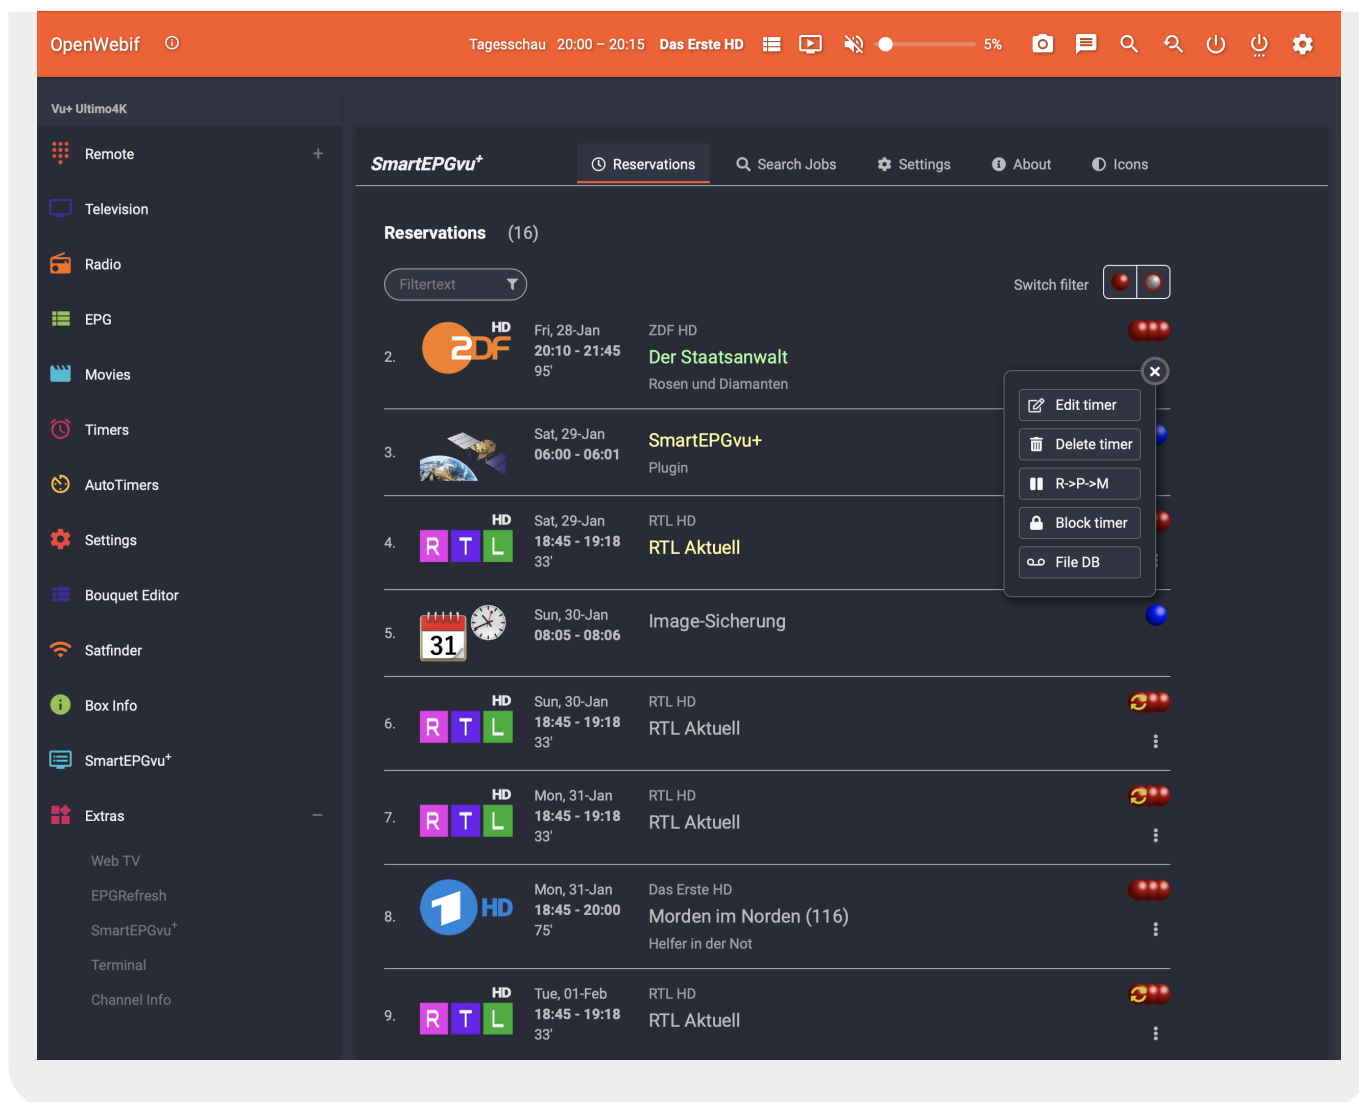 OpenWebif
Tagesschau 20:00 – 20:15 Das Erste HD
5%
Vu+ Ultimo4K
Remote +
Television
Radio
EPG
Movies
Timers
AutoTimers
Settings
Bouquet Editor
Satfinder
Box Info
SmartEPGvu+
Extras –
Web TV
EPGRefresh
SmartEPGvu+
Terminal
Channel Info
SmartEPGvu+
Reservations
Search Jobs
Settings
About
Icons
Reservations (16)
Filtertext
Switch filter
2.
ZDF HD
Fri, 28-Jan
20:10 - 21:45
95'
ZDF HD
Der Staatsanwalt
Rosen und Diamanten
Edit timer
Delete timer
R->P->M
Block timer
File DB
3.
Sat, 29-Jan
06:00 - 06:01
SmartEPGvu+
Plugin
4.
RTL HD
Sat, 29-Jan
18:45 - 19:18
33'
RTL HD
RTL Aktuell
5.
31
Sun, 30-Jan
08:05 - 08:06
Image-Sicherung
6.
RTL HD
Sun, 30-Jan
18:45 - 19:18
33'
RTL HD
RTL Aktuell
7.
RTL HD
Mon, 31-Jan
18:45 - 19:18
33'
RTL HD
RTL Aktuell
8.
1 HD
Mon, 31-Jan
18:45 - 20:00
75'
Das Erste HD
Morden im Norden (116)
Helfer in der Not
9.
RTL HD
Tue, 01-Feb
18:45 - 19:18
33'
RTL HD
RTL Aktuell